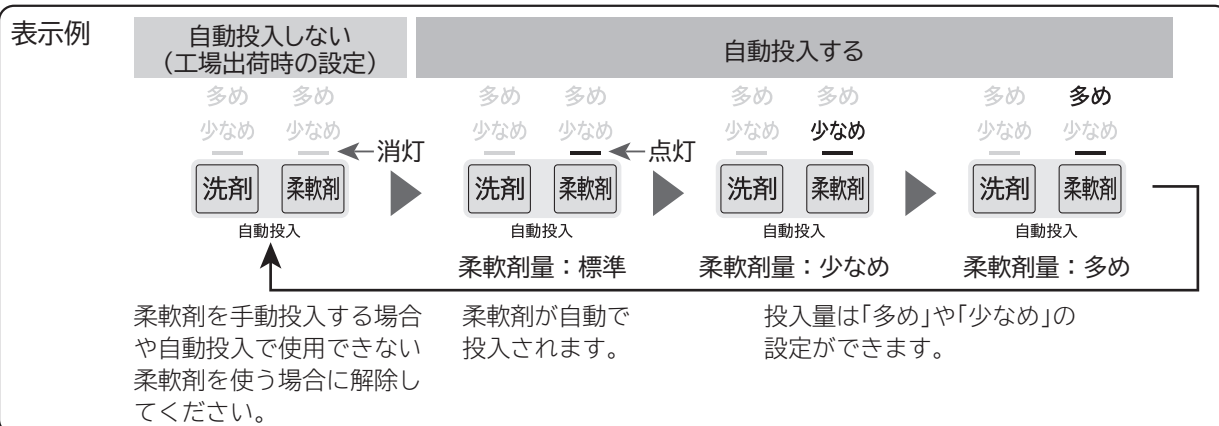 表示例
自動投入しない
（工場出荷時の設定）
自動投入する
多め 多め
少なめ 少なめ
消灯
洗剤 柔軟剤
自動投入
多め 多め
少なめ 少なめ
点灯
洗剤 柔軟剤
自動投入
柔軟剤量：標準
多め 多め
少なめ 少なめ
洗剤 柔軟剤
自動投入
柔軟剤量：少なめ
多め 多め
少なめ 少なめ
洗剤 柔軟剤
自動投入
柔軟剤量：多め
柔軟剤を手動投入する場合
や自動投入で使用できない
柔軟剤を使う場合に解除し
てください。
柔軟剤が自動で
投入されます。
投入量は｢多め｣や｢少なめ｣の
設定ができます。